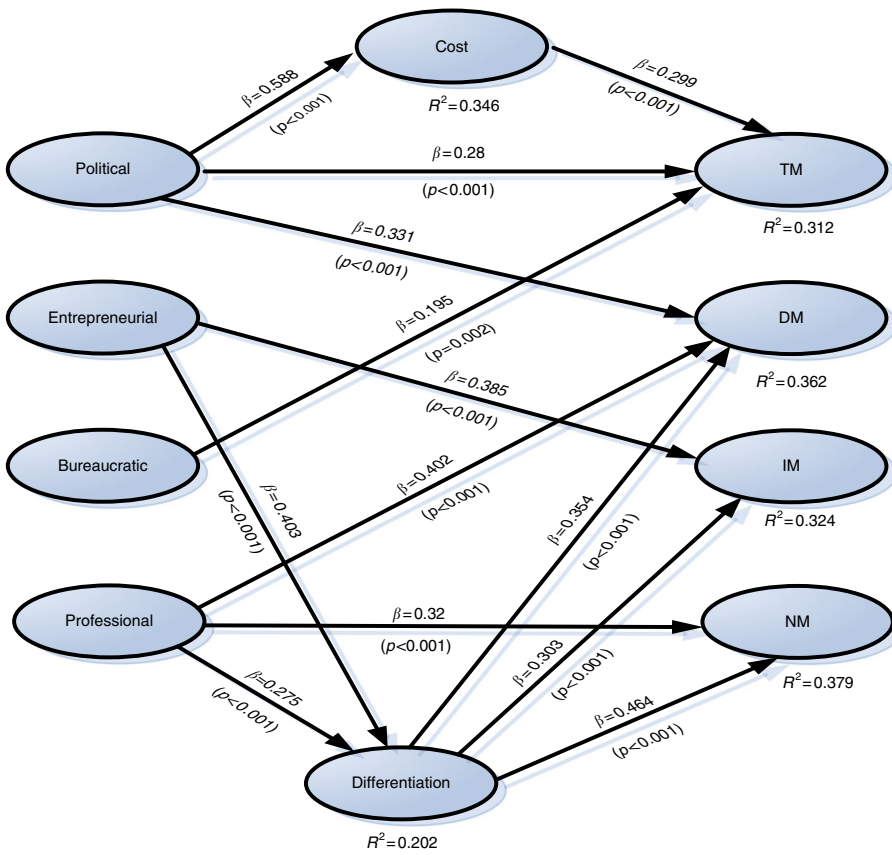 Cost
R²=0.346
β=0.588
(p<0.001)
β=0.299
(p<0.001)
Political
β=0.28
(p<0.001)
TM
R²=0.312
β=0.331
(p<0.001)
Entrepreneurial
β=0.195
(p=0.002)
DM
R²=0.362
β=0.385
(p<0.001)
Bureaucratic
β=0.403
(p<0.001)
β=0.402
(p<0.001)
IM
R²=0.324
β=0.354
(p<0.001)
Professional
β=0.32
(p<0.001)
NM
R²=0.379
β=0.303
(p<0.001)
β=0.275
(p<0.001)
β=0.464
(p<0.001)
Differentiation
R²=0.202